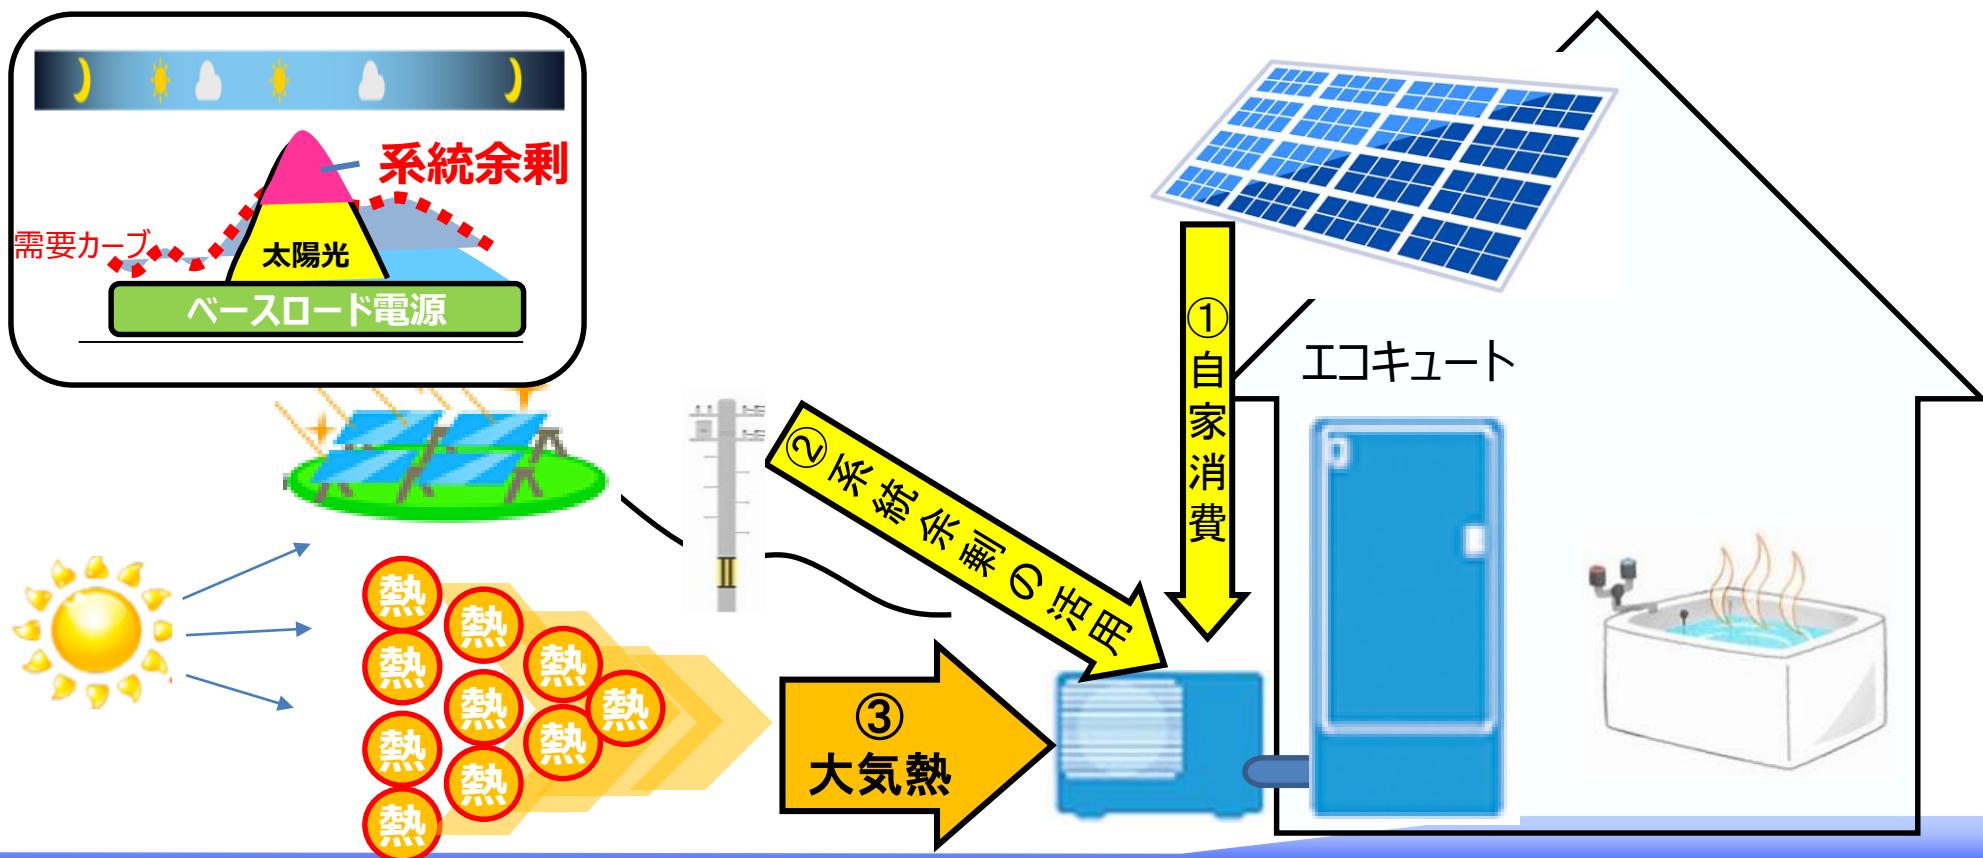 系統余剰
需要カーブ
太陽光
ベースロード電源
①自家消費
エコキュート
②系統余剰の活用
熱
熱
熱
熱
熱
熱
熱
熱
熱
熱
③
大気熱